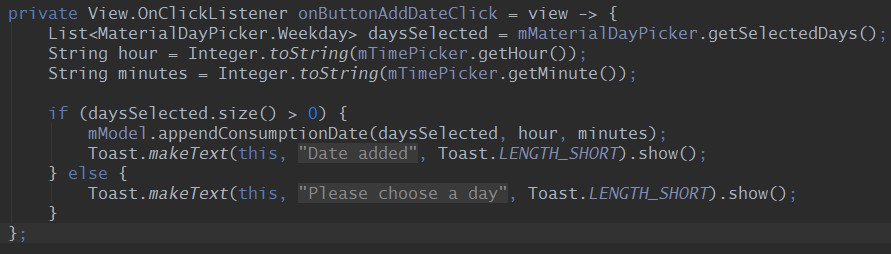 private View.OnClickListener onButtonAddDateClick = view -> {
    List<MaterialDayPicker.Weekday> daysSelected = mMaterialDayPicker.getSelectedDays();
    String hour = Integer.toString(mTimePicker.getHour());
    String minutes = Integer.toString(mTimePicker.getMinute());

    if (daysSelected.size() > 0) {
        mModel.appendConsumptionDate(daysSelected, hour, minutes);
        Toast.makeText(this, "Date added", Toast.LENGTH_SHORT).show();
    } else {
        Toast.makeText(this, "Please choose a day", Toast.LENGTH_SHORT).show();
    }
};